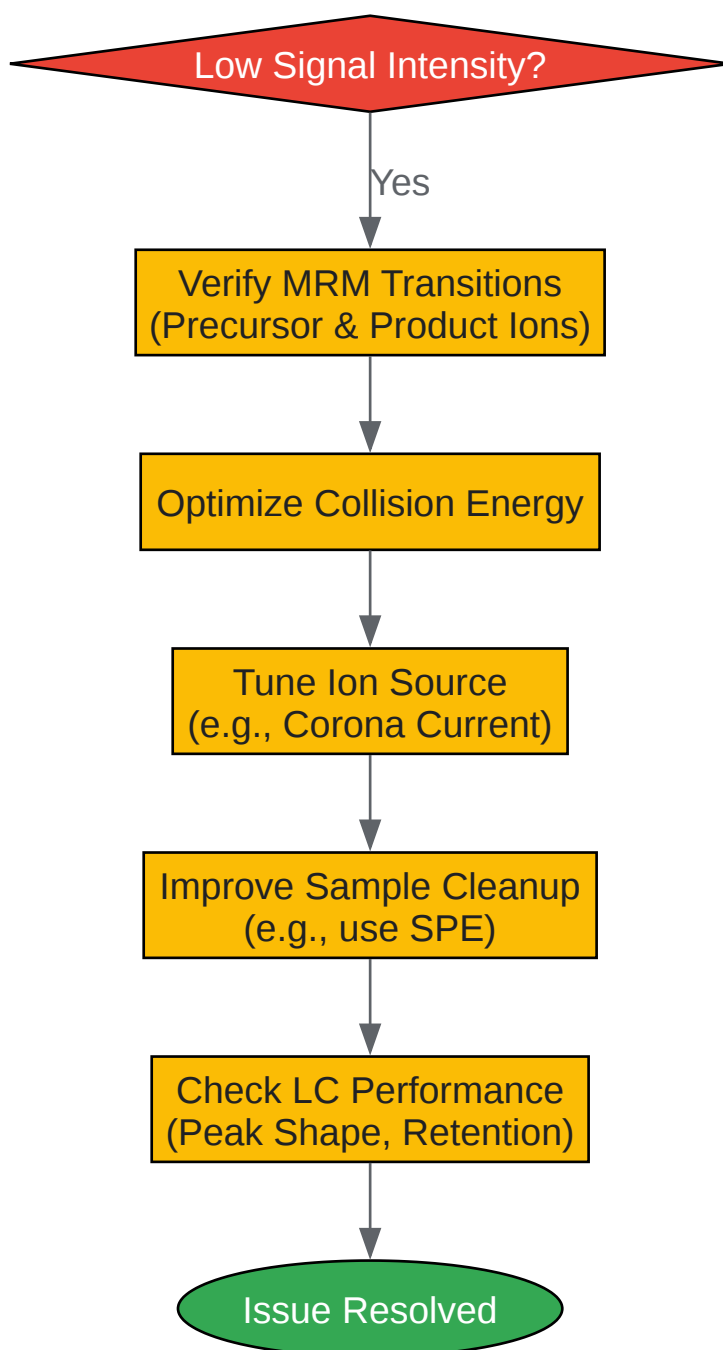 Low Signal Intensity?
Yes
Verify MRM Transitions
(Precursor & Product Ions)
Optimize Collision Energy
Tune Ion Source
(e.g., Corona Current)
Improve Sample Cleanup
(e.g., use SPE)
Check LC Performance
(Peak Shape, Retention)
Issue Resolved